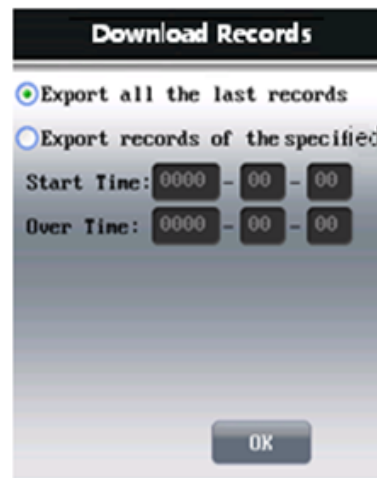 Download Records
Export all the last records
Export records of the specified
Start Time: 0000 - 00 - 00
Over Time: 0000 - 00 - 00
OK